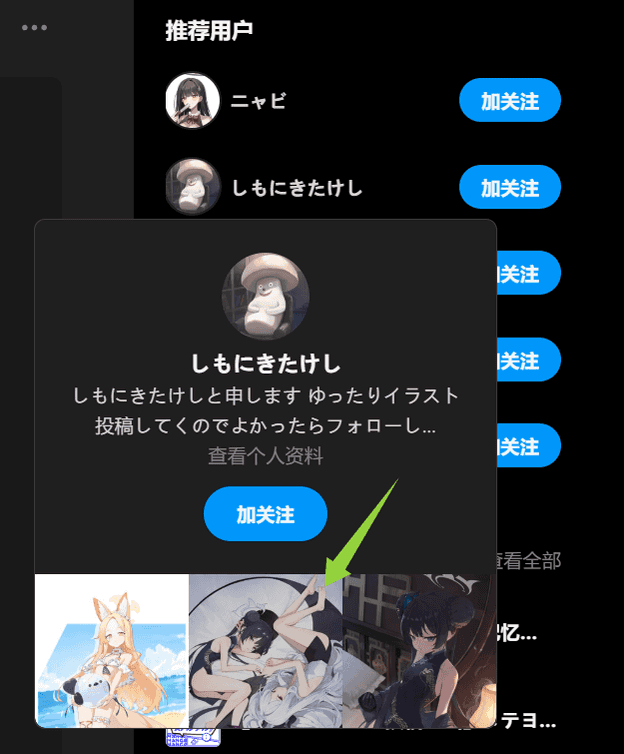 推荐用户
ニャビ
加关注
しもにきたけし
加关注
加关注
しもにきたけし
しもにきたけしと申します ゆったりイラスト
投稿してくのでよかったらフォローし...
加关注
查看个人资料
加关注
加关注
查看全部
记忆...
テヨ...